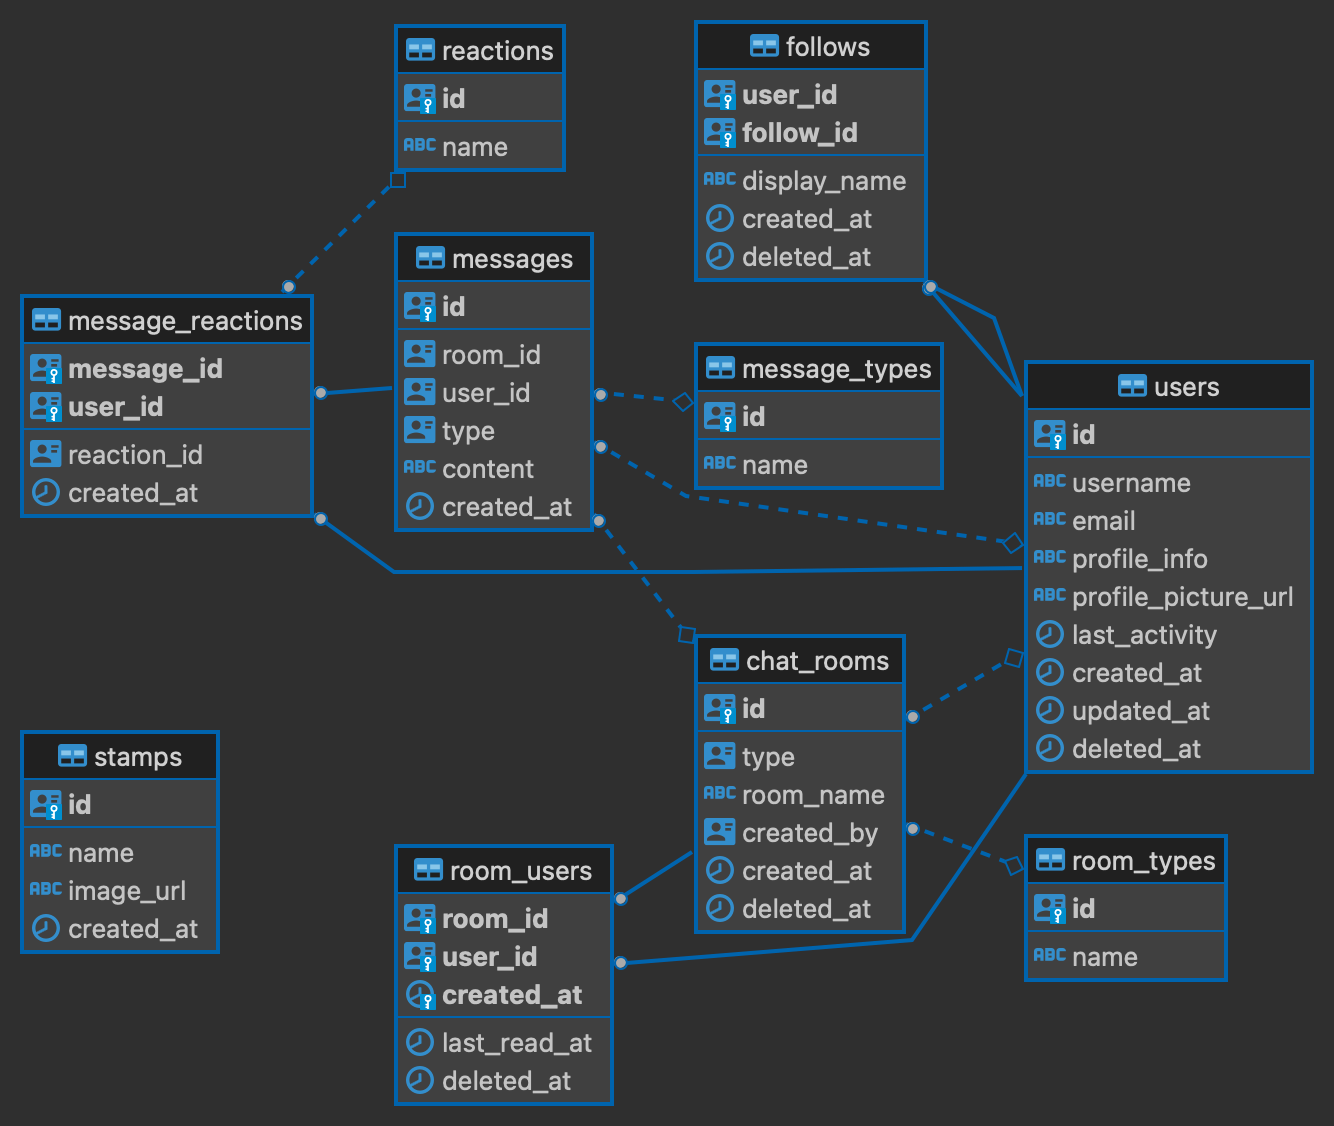 reactions
id
ABC name
follows
user_id
follow_id
ABC display_name
created_at
deleted_at
messages
id
room_id
user_id
type
ABC content
created_at
message_reactions
message_id
user_id
reaction_id
created_at
message_types
id
ABC name
users
id
ABC username
ABC email
ABC profile_info
ABC profile_picture_url
last_activity
created_at
updated_at
deleted_at
chat_rooms
id
type
ABC room_name
created_by
created_at
deleted_at
stamps
id
ABC name
ABC image_url
created_at
room_users
room_id
user_id
created_at
last_read_at
deleted_at
room_types
id
ABC name